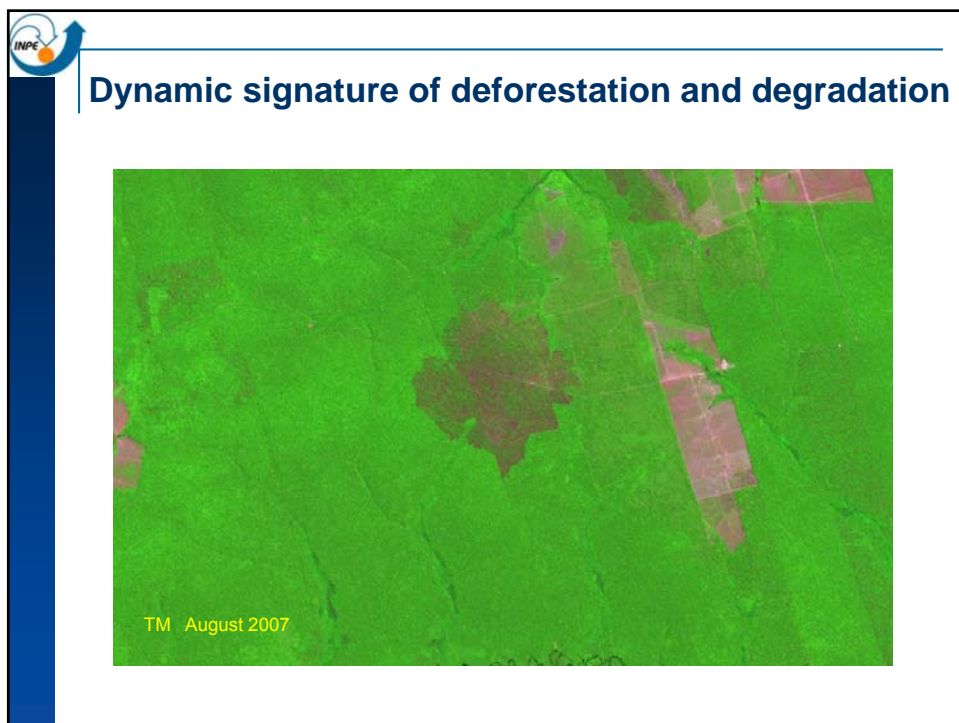 INPE
Dynamic signature of deforestation and degradation
TM August 2007